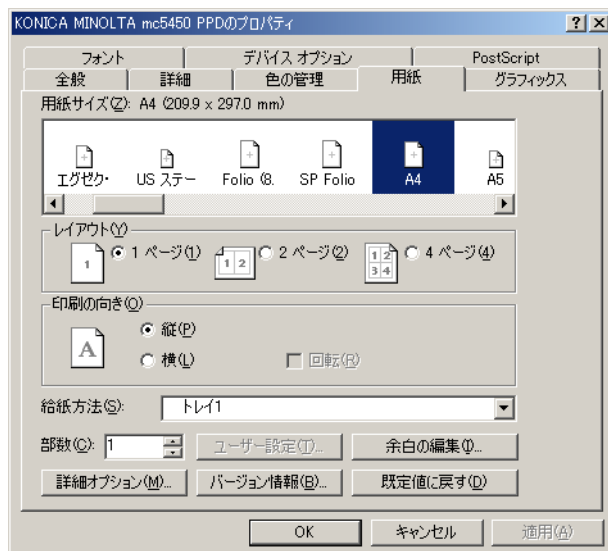 KONICA MINOLTA mc5450 PPDのプロパティ
フォント デバイス オプション PostScript
全般 詳細 色の管理 用紙 グラフィックス
用紙サイズ(Z): A4 (209.9 x 297.0 mm)
エグゼク・ US ステー Folio (8. SP Folio A4 A5
レイアウト(Y)
1 1 ページ(1) 1 2 2 ページ(2) 1 2 4 ページ(4)
3 4
印刷の向き(O)
A 縦(P)
横(L) 回転(R)
給紙方法(S): トレイ1
部数(C): 1 ユーザー設定(T)... 余白の編集(I)...
詳細オプション(M)... バージョン情報(B)... 既定値に戻す(D)
OK キャンセル 適用(A)